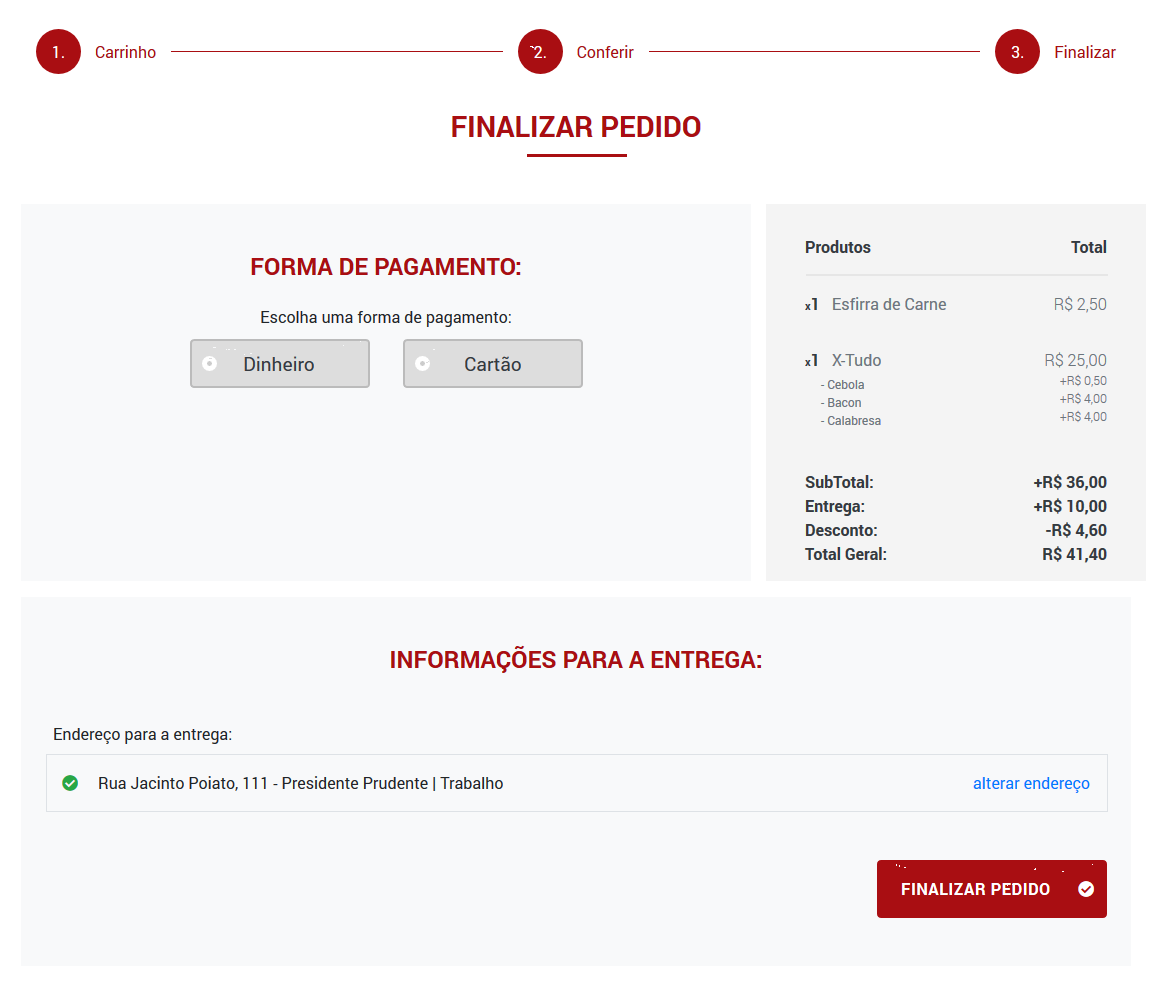 1. Carrinho 2. Conferir 3. Finalizar
FINALIZAR PEDIDO
FORMA DE PAGAMENTO:
Escolha uma forma de pagamento:
Dinheiro Cartão
Produtos Total
x1 Esfirra de Carne R$ 2,50
x1 X-Tudo R$ 25,00
- Cebola +R$ 0,50
- Bacon +R$ 4,00
- Calabresa +R$ 4,00
SubTotal: +R$ 36,00
Entrega: +R$ 10,00
Desconto: -R$ 4,60
Total Geral: R$ 41,40
INFORMAÇÕES PARA A ENTREGA:
Endereço para a entrega:
Rua Jacinto Poiato, 111 - Presidente Prudente | Trabalho alterar endereço
FINALIZAR PEDIDO